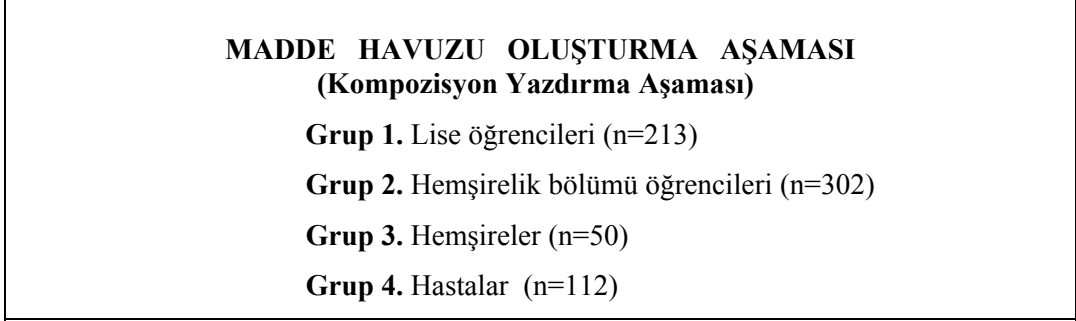 MADDE HAVUZU OLUŞTURMA AŞAMASI
(Kompozisyon Yazdırma Aşaması)
Grup 1. Lise öğrencileri (n=213)
Grup 2. Hemşirelik bölümü öğrencileri (n=302)
Grup 3. Hemşireler (n=50)
Grup 4. Hastalar (n=112)